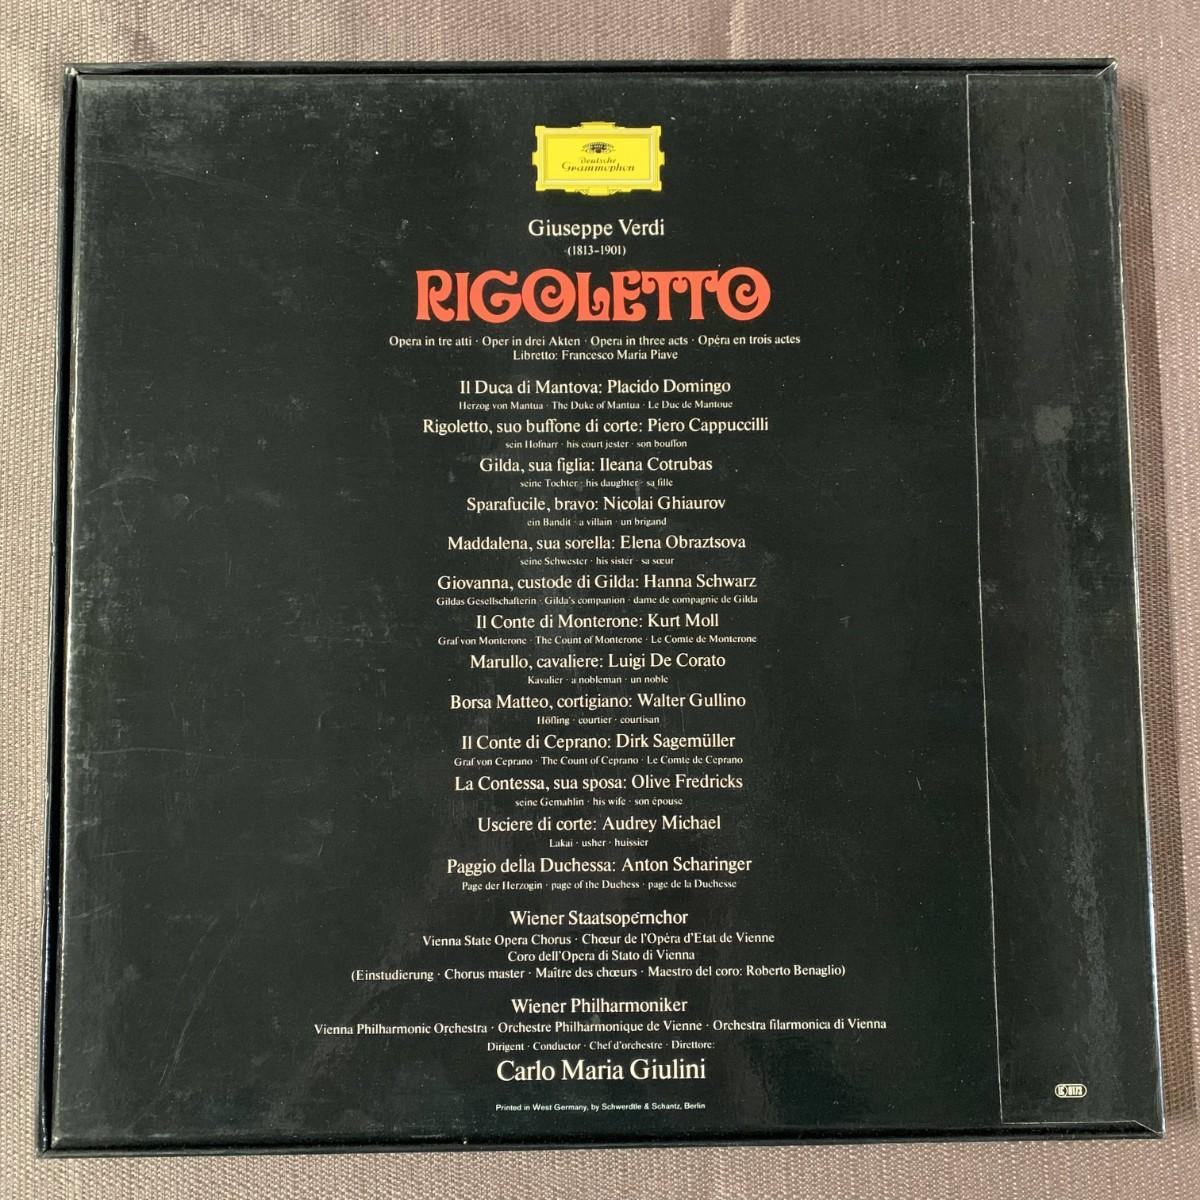 Deutsche
Grammophon
Giuseppe Verdi
(1813-1901)
RIGOLETTO
Opera in tre atti · Oper in drei Akten · Opera in three acts · Opéra en trois actes
Libretto: Francesco Maria Piave
Il Duca di Mantova: Placido Domingo
Herzog von Mantua · The Duke of Mantua · Le Duc de Mantoue
Rigoletto, suo buffone di corte: Piero Cappuccilli
sein Hofnarr · his court jester · son bouffon
Gilda, sua figlia: Ileana Cotrubas
seine Tochter · his daughter · sa fille
Sparafucile, bravo: Nicolai Ghiaurov
ein Bandit · a villain · un brigand
Maddalena, sua sorella: Elena Obraztsova
seine Schwester · his sister · sa sœur
Giovanna, custode di Gilda: Hanna Schwarz
Gildas Gesellschafterin · Gilda's companion · dame de compagnie de Gilda
Il Conte di Monterone: Kurt Moll
Graf von Monterone · The Count of Monterone · Le Comte de Monterone
Marullo, cavaliere: Luigi De Corato
Kavalier · a nobleman · un noble
Borsa Matteo, cortigiano: Walter Gullino
Höfling · courtier · courtisan
Il Conte di Ceprano: Dirk Sagemüller
Graf von Ceprano · The Count of Ceprano · Le Comte de Ceprano
La Contessa, sua sposa: Olive Fredricks
seine Gemahlin · his wife · son épouse
Usciere di corte: Audrey Michael
Lakai · usher · huissier
Paggio della Duchessa: Anton Scharinger
Page der Herzogin · page of the Duchess · page de la Duchesse
Wiener Staatsopernchor
Vienna State Opera Chorus · Chœur de l'Opéra d'Etat de Vienne
Coro dell'Opera di Stato di Vienna
(Einstudierung · Chorus master · Maître des chœurs · Maestro del coro: Roberto Benaglio)
Wiener Philharmoniker
Vienna Philharmonic Orchestra · Orchestre Philharmonique de Vienne · Orchestra filarmonica di Vienna
Dirigent · Conductor · Chef d'orchestre · Direttore:
Carlo Maria Giulini
Printed in West Germany, by Schwerdtle & Schantz, Berlin